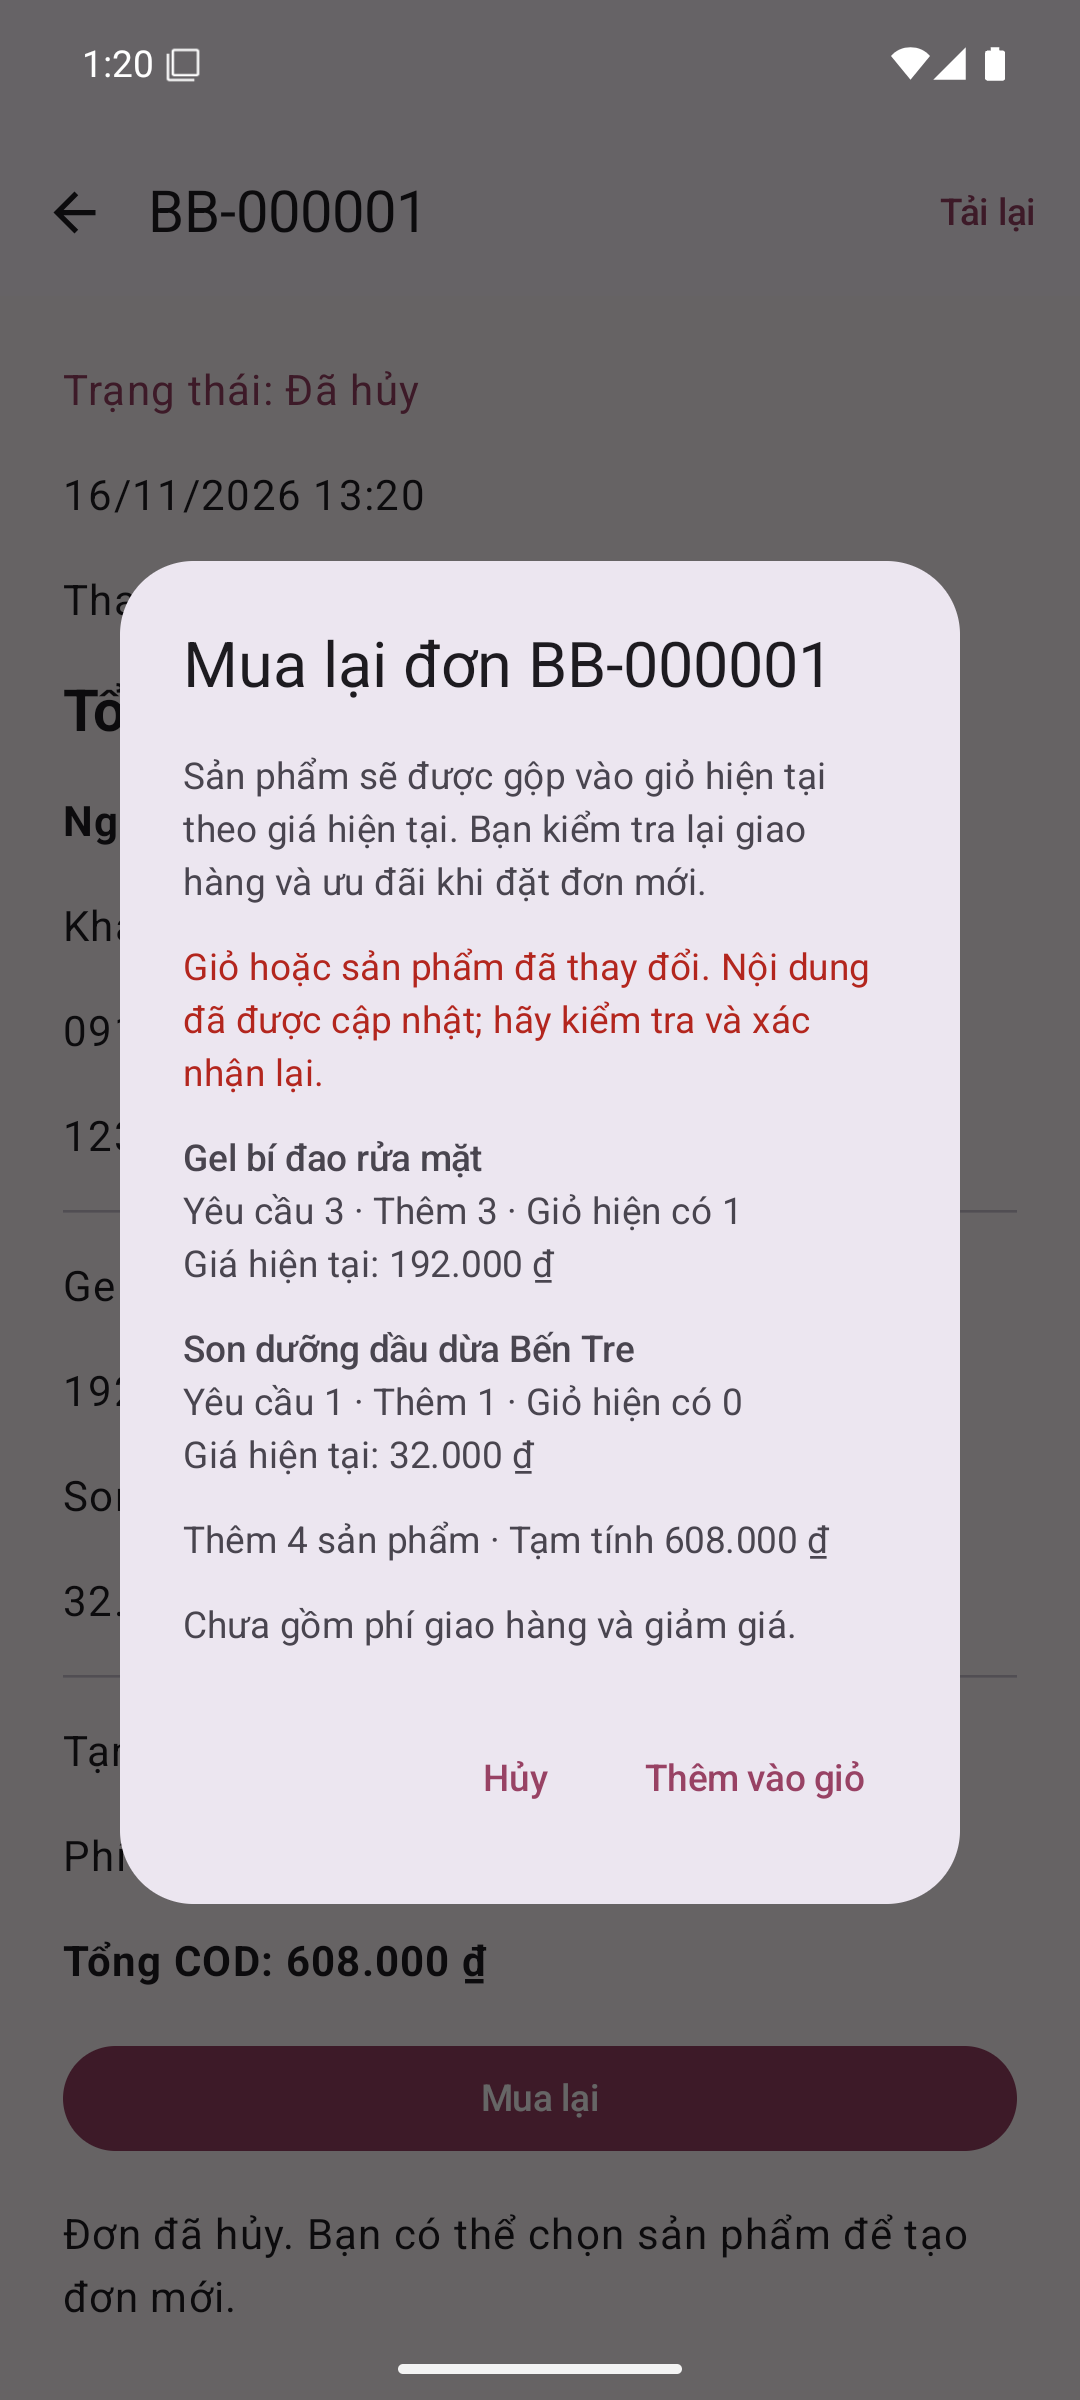 1:20
BB-000001
Tải lại
Trạng thái: Đã hủy
16/11/2026 13:20
Mua lại đơn BB-000001
Sản phẩm sẽ được gộp vào giỏ hiện tại
theo giá hiện tại. Bạn kiểm tra lại giao
hàng và ưu đãi khi đặt đơn mới.
Giỏ hoặc sản phẩm đã thay đổi. Nội dung
đã được cập nhật; hãy kiểm tra và xác
nhận lại.
Gel bí đao rửa mặt
Yêu cầu 3 · Thêm 3 · Giỏ hiện có 1
Giá hiện tại: 192.000 ₫
Son dưỡng dầu dừa Bến Tre
Yêu cầu 1 · Thêm 1 · Giỏ hiện có 0
Giá hiện tại: 32.000 ₫
Thêm 4 sản phẩm · Tạm tính 608.000 ₫
Chưa gồm phí giao hàng và giảm giá.
Hủy
Thêm vào giỏ
Tổng COD: 608.000 ₫
Mua lại
Đơn đã hủy. Bạn có thể chọn sản phẩm để tạo
đơn mới.